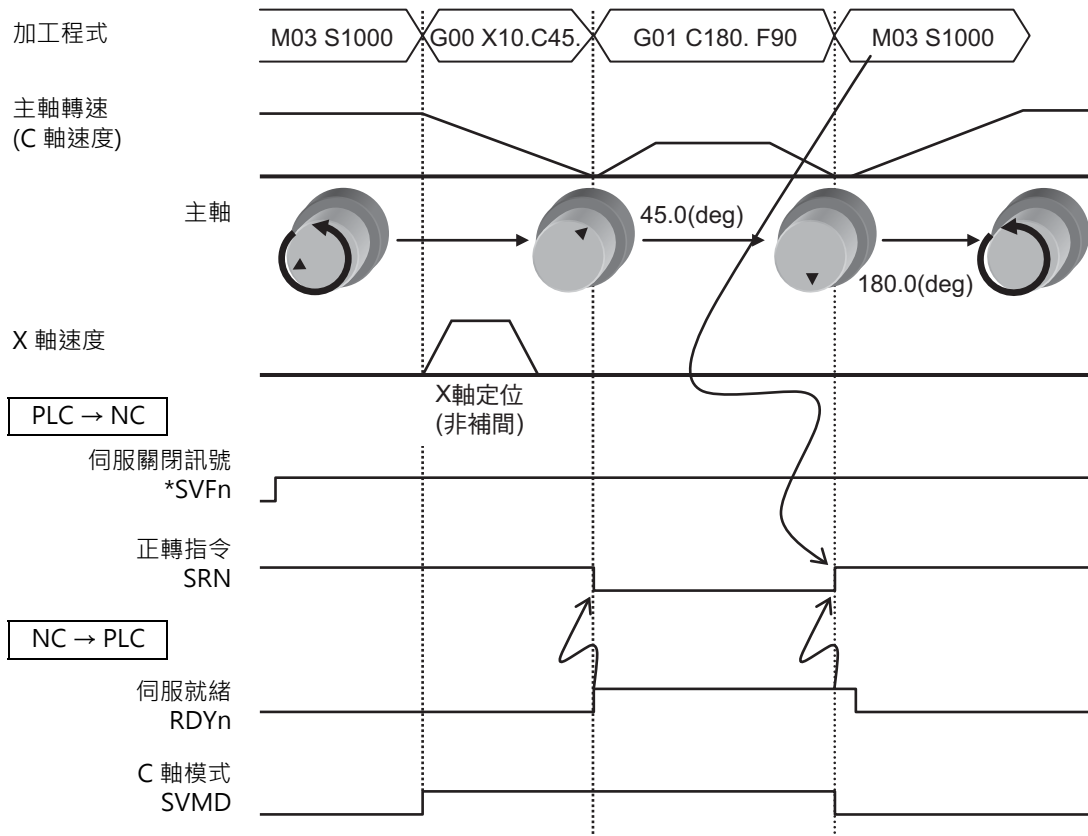 加工程式
M03 S1000
G00 X10.C45.
G01 C180. F90
M03 S1000
主軸轉速
(C 軸速度)
主軸
45.0(deg)
180.0(deg)
X 軸速度
X軸定位
(非補間)
PLC → NC
伺服關閉訊號
*SVFn
正轉指令
SRN
NC → PLC
伺服就緒
RDYn
C 軸模式
SVMD